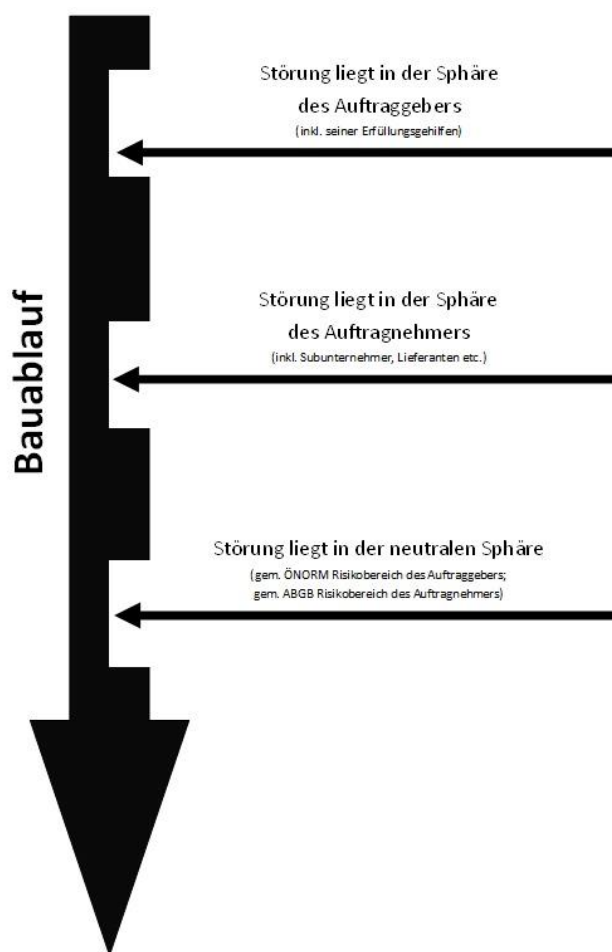 Störung liegt in der Sphäre
des Auftraggebers
(inkl. seiner Erfüllungsgehilfen)
Bauablauf
Störung liegt in der Sphäre
des Auftragnehmers
(inkl. Subunternehmer, Lieferanten etc.)
Störung liegt in der neutralen Sphäre
(gem. ÖNORM Risikobereich des Auftraggebers;
gem. ABGB Risikobereich des Auftragnehmers)